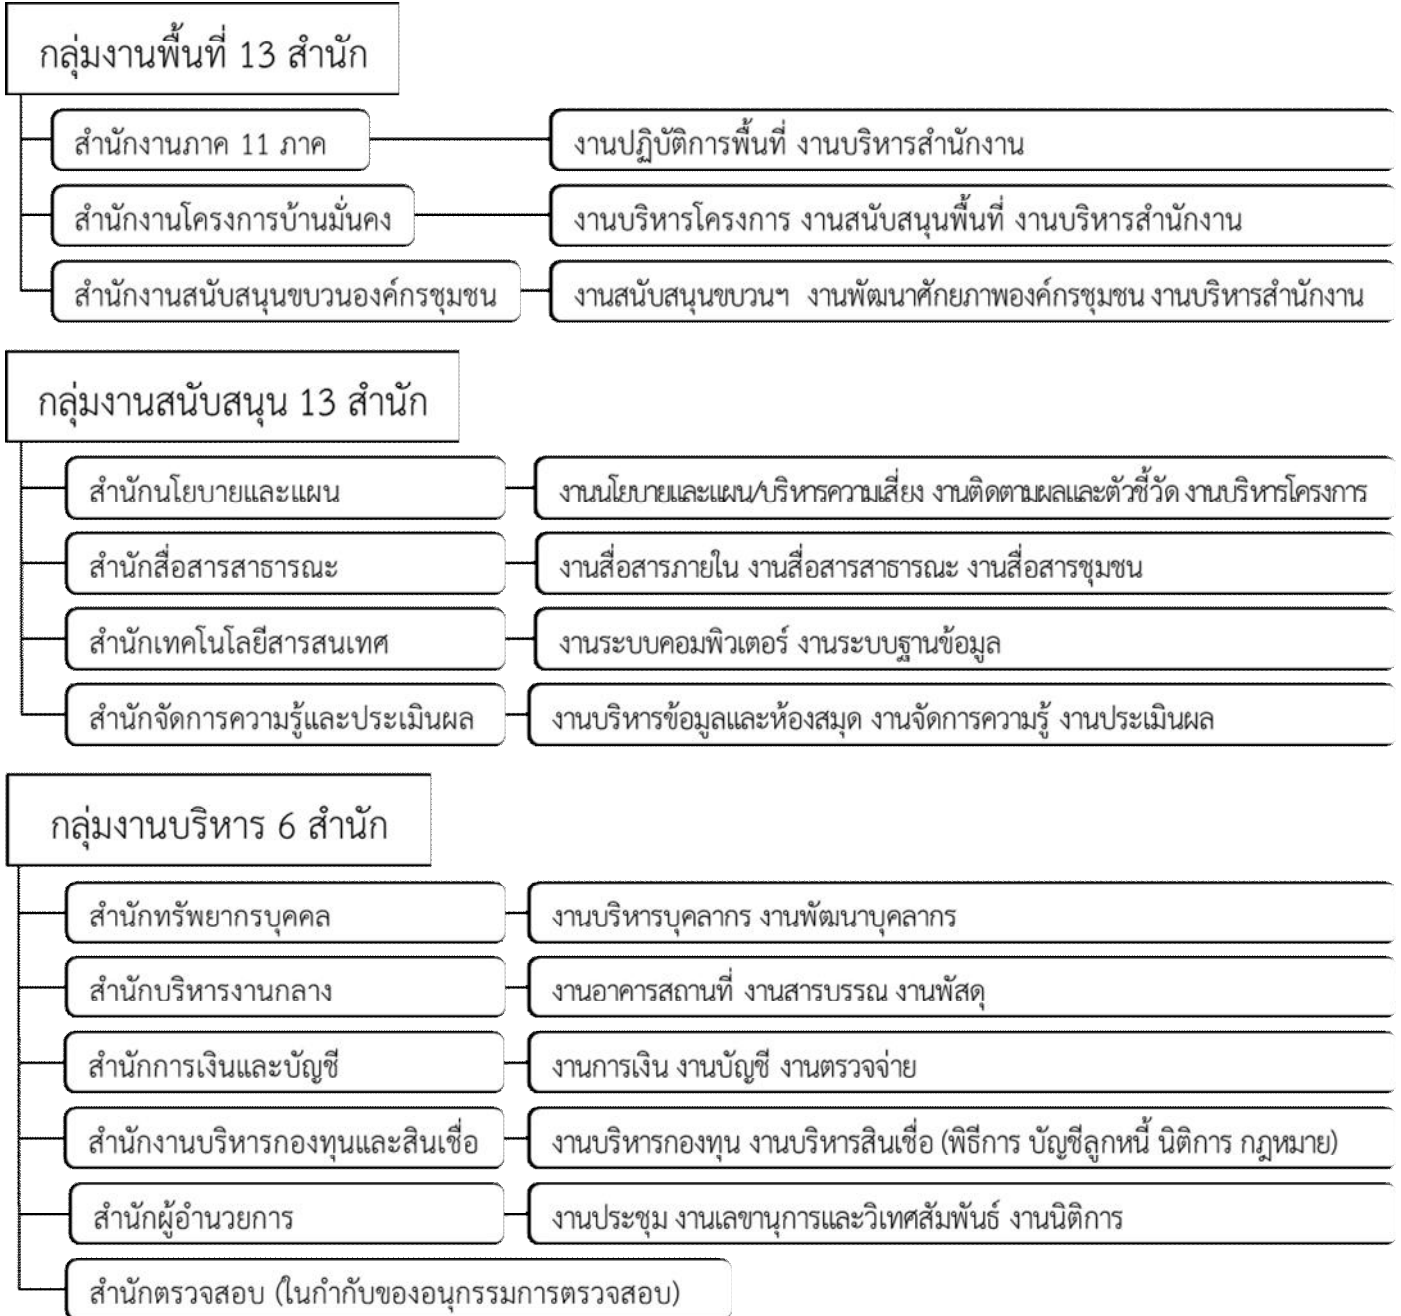 กลุ่มงานพื้นที่ 13 สำนัก
สำนักงานภาค 11 ภาค
งานปฏิบัติการพื้นที่ งานบริหารสำนักงาน
สำนักงานโครงการบ้านมั่นคง
งานบริหารโครงการ งานสนับสนุนพื้นที่ งานบริหารสำนักงาน
สำนักงานสนับสนุนขบวนองค์กรชุมชน
งานสนับสนุนขบวนฯ งานพัฒนาศักยภาพองค์กรชุมชน งานบริหารสำนักงาน
กลุ่มงานสนับสนุน 13 สำนัก
สำนักนโยบายและแผน
งานนโยบายและแผน/บริหารความเสี่ยง งานติดตามผลและตัวชี้วัด งานบริหารโครงการ
สำนักสื่อสารสาธารณะ
งานสื่อสารภายใน งานสื่อสารสาธารณะ งานสื่อสารชุมชน
สำนักเทคโนโลยีสารสนเทศ
งานระบบคอมพิวเตอร์ งานระบบฐานข้อมูล
สำนักจัดการความรู้และประเมินผล
งานบริหารข้อมูลและห้องสมุด งานจัดการความรู้ งานประเมินผล
กลุ่มงานบริหาร 6 สำนัก
สำนักทรัพยากรบุคคล
งานบริหารบุคลากร งานพัฒนาบุคลากร
สำนักบริหารงานกลาง
งานอาคารสถานที่ งานสารบรรณ งานพัสดุ
สำนักการเงินและบัญชี
งานการเงิน งานบัญชี งานตรวจจ่าย
สำนักงานบริหารกองทุนและสินเชื่อ
งานบริหารกองทุน งานบริหารสินเชื่อ (พิธีการ บัญชีลูกหนี้ นิติการ กฎหมาย)
สำนักผู้อำนวยการ
งานประชุม งานเลขานุการและวิเทศสัมพันธ์ งานนิติการ
สำนักตรวจสอบ (ในกำกับของอนุกรรมการตรวจสอบ)